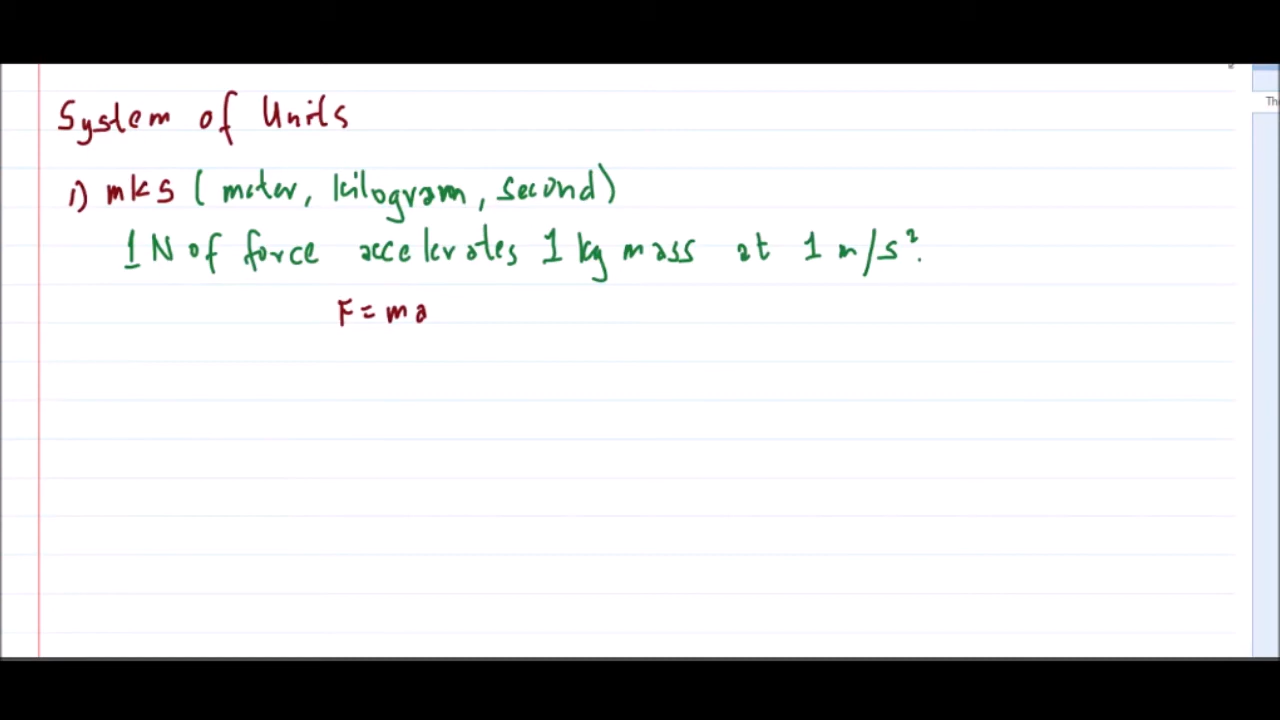 System of Units
1) mks ( meter, kilogram, second)
1 N of force accelerates 1 kg mass at 1 m/s².
F = ma
Th